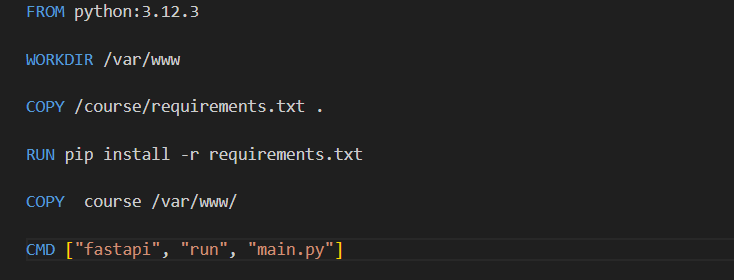 FROM python:3.12.3
WORKDIR /var/www
COPY /course/requirements.txt .
RUN pip install -r requirements.txt
COPY  course /var/www/
CMD ["fastapi", "run", "main.py"]